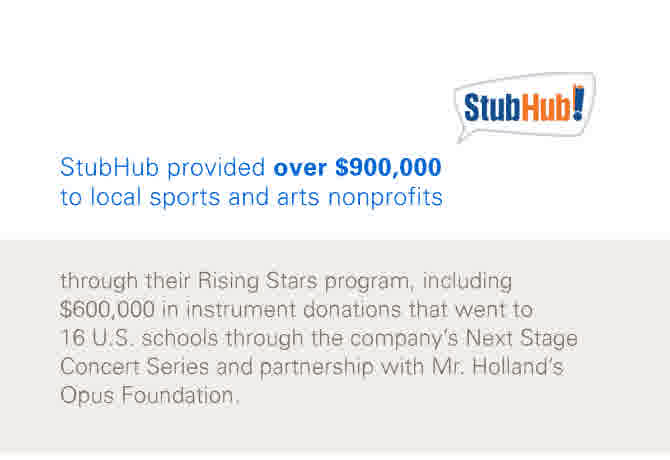 StubHub!
StubHub provided over $900,000
to local sports and arts nonprofits
through their Rising Stars program, including
$600,000 in instrument donations that went to
16 U.S. schools through the company's Next Stage
Concert Series and partnership with Mr. Holland's
Opus Foundation.